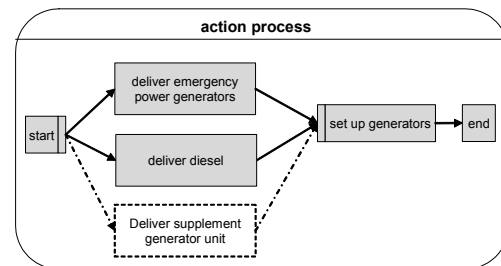 action process
deliver emergency
power generators
start
set up generators
end
deliver diesel
Deliver supplement
generator unit